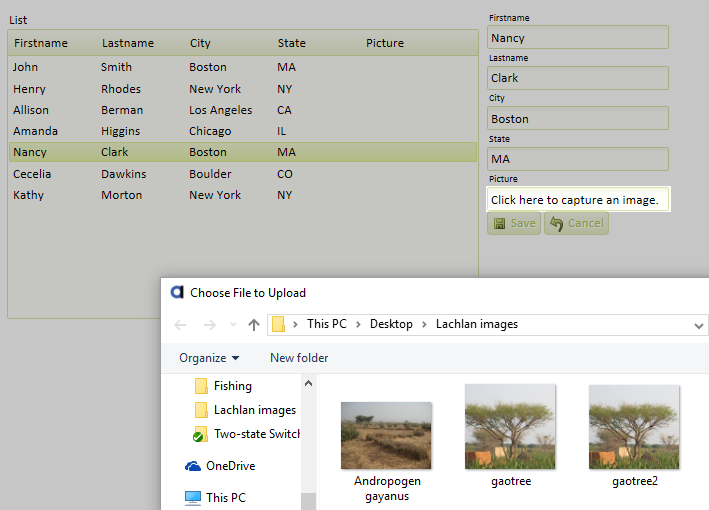 List
Firstname Lastname City State Picture
John Smith Boston MA
Henry Rhodes New York NY
Allison Berman Los Angeles CA
Amanda Higgins Chicago IL
Nancy Clark Boston MA
Cecelia Dawkins Boulder CO
Kathy Morton New York NY
Firstname
Nancy
Lastname
Clark
City
Boston
State
MA
Picture
Click here to capture an image.
Save Cancel
Choose File to Upload
This PC Desktop Lachlan images
Organize New folder
Fishing
Lachlan images
Two-state Switch
OneDrive
This PC
Andropogen
gayanus
gaotree
gaotree2